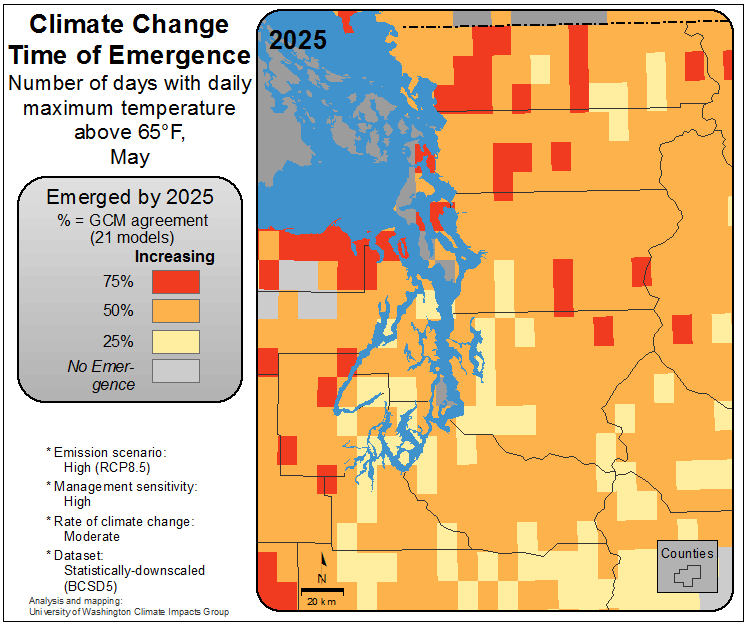 Climate Change
Time of Emergence
Number of days with daily
maximum temperature
above 65°F,
May
Emerged by 2025
% = GCM agreement
(21 models)
Increasing
75%
50%
25%
No Emer-
gence
* Emission scenario:
High (RCP8.5)
* Management sensitivity:
High
* Rate of climate change:
Moderate
* Dataset:
Statistically-downscaled
(BCSD5)
Analysis and mapping:
University of Washington Climate Impacts Group
2025
N
20 km
Counties